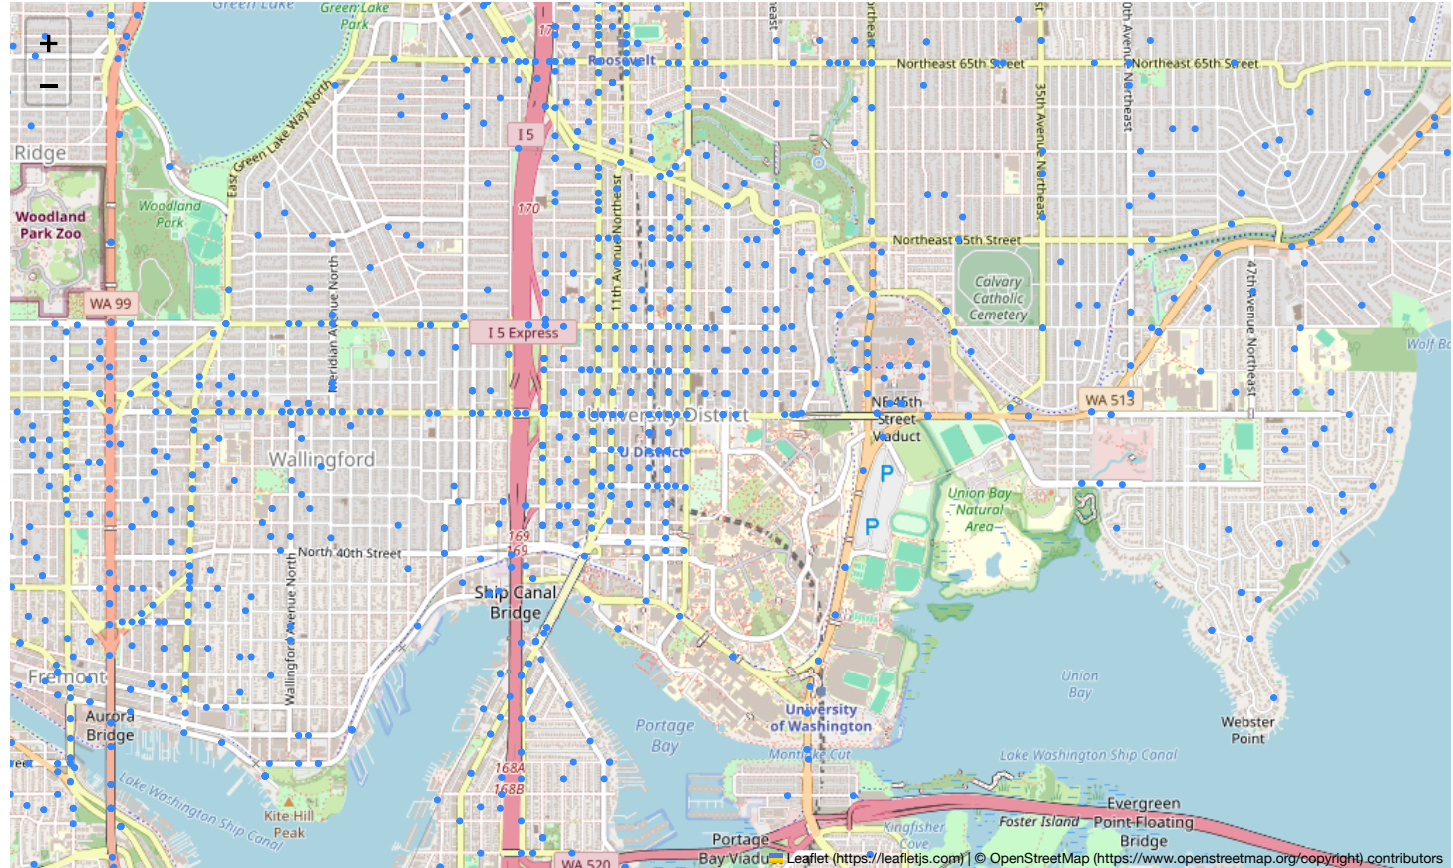 Green Lake
Green Lake
Park
+
−
17
Roosevelt
Northeast 65th Street
Northeast 65th Street
35th Avenue Northeast
0th Avenue Northeast
East Green Lake Way North
I 5
Ridge
Woodland
Park Zoo
Woodland
Park
170
11th Avenue Northeast
Northeast 55th Street
Calvary
Catholic
Cemetery
47th Avenue Northeast
WA 99
Meridian Avenue North
I 5 Express
Wolf Ba
WA 513
University District
NE 45th
Street
Viaduct
U District
Wallingford
P
P
Union Bay
Natural
Area
169
169
North 40th Street
Wallingford Avenue North
Ship Canal
Bridge
Fremont
Aurora
Bridge
Union
Bay
University
of Washington
Portage
Bay
Webster
Point
Montlake Cut
Lake Washington Ship Canal
168A
168B
Lake Washington Ship Canal
Kite Hill
Peak
Evergreen
Point Floating
Bridge
Foster Island
Kingfisher
Cove
Portage
Bay Viadu
WA 520
Leaflet (https://leafletjs.com) | © OpenStreetMap (https://www.openstreetmap.org/copyright) contributors